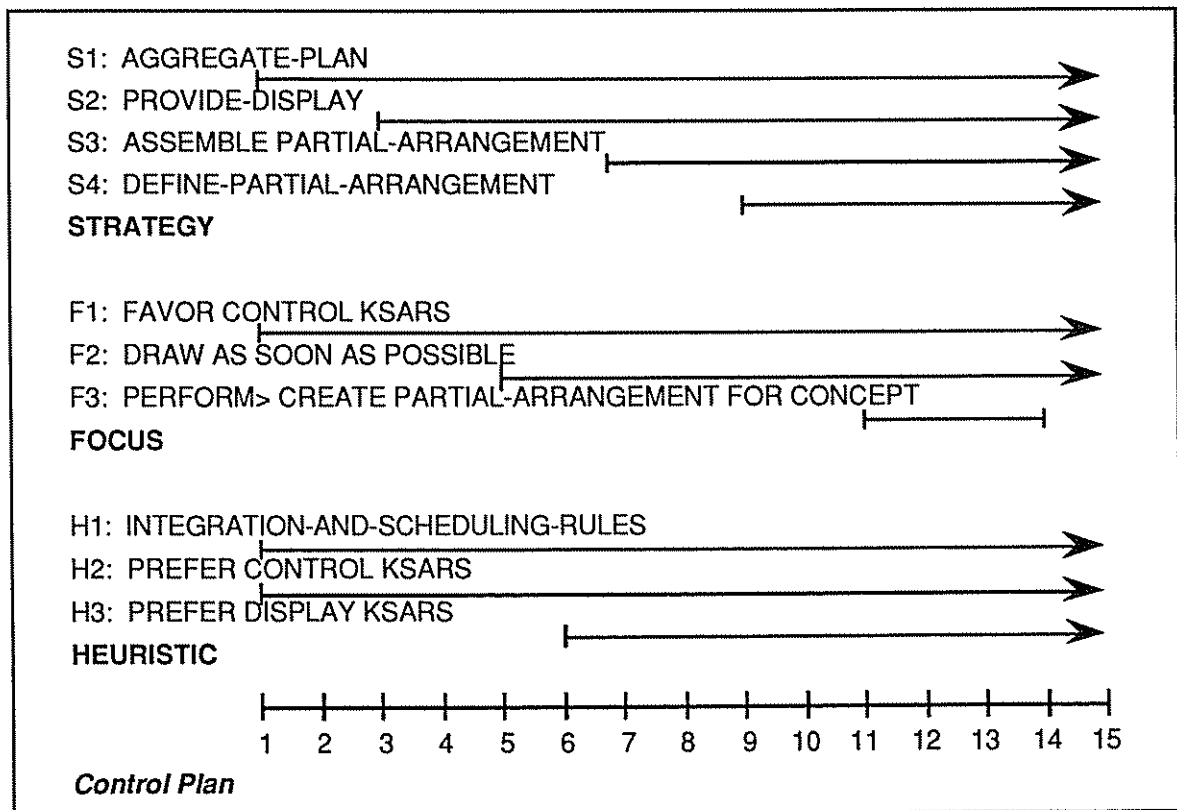 S1: AGGREGATE-PLAN
S2: PROVIDE-DISPLAY
S3: ASSEMBLE PARTIAL-ARRANGEMENT
S4: DEFINE-PARTIAL-ARRANGEMENT
STRATEGY
F1: FAVOR CONTROL KSARS
F2: DRAW AS SOON AS POSSIBLE
F3: PERFORM> CREATE PARTIAL-ARRANGEMENT FOR CONCEPT
FOCUS
H1: INTEGRATION-AND-SCHEDULING-RULES
H2: PREFER CONTROL KSARS
H3: PREFER DISPLAY KSARS
HEURISTIC
1 2 3 4 5 6 7 8 9 10 11 12 13 14 15
Control Plan